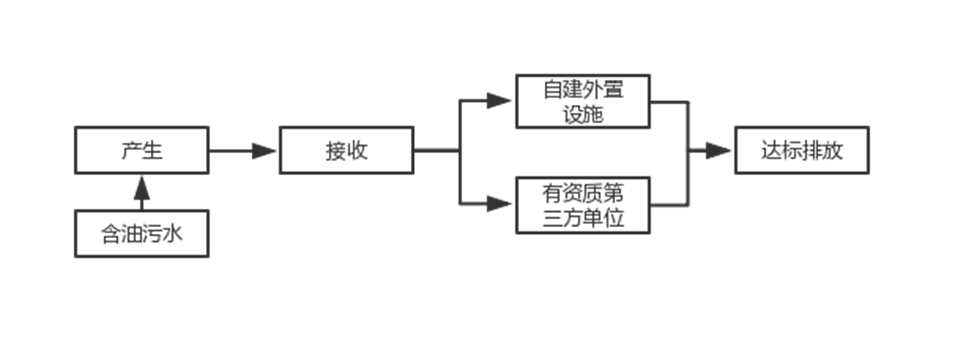 自建外置
设施
产生
接收
达标排放
有资质第
三方单位
含油污水